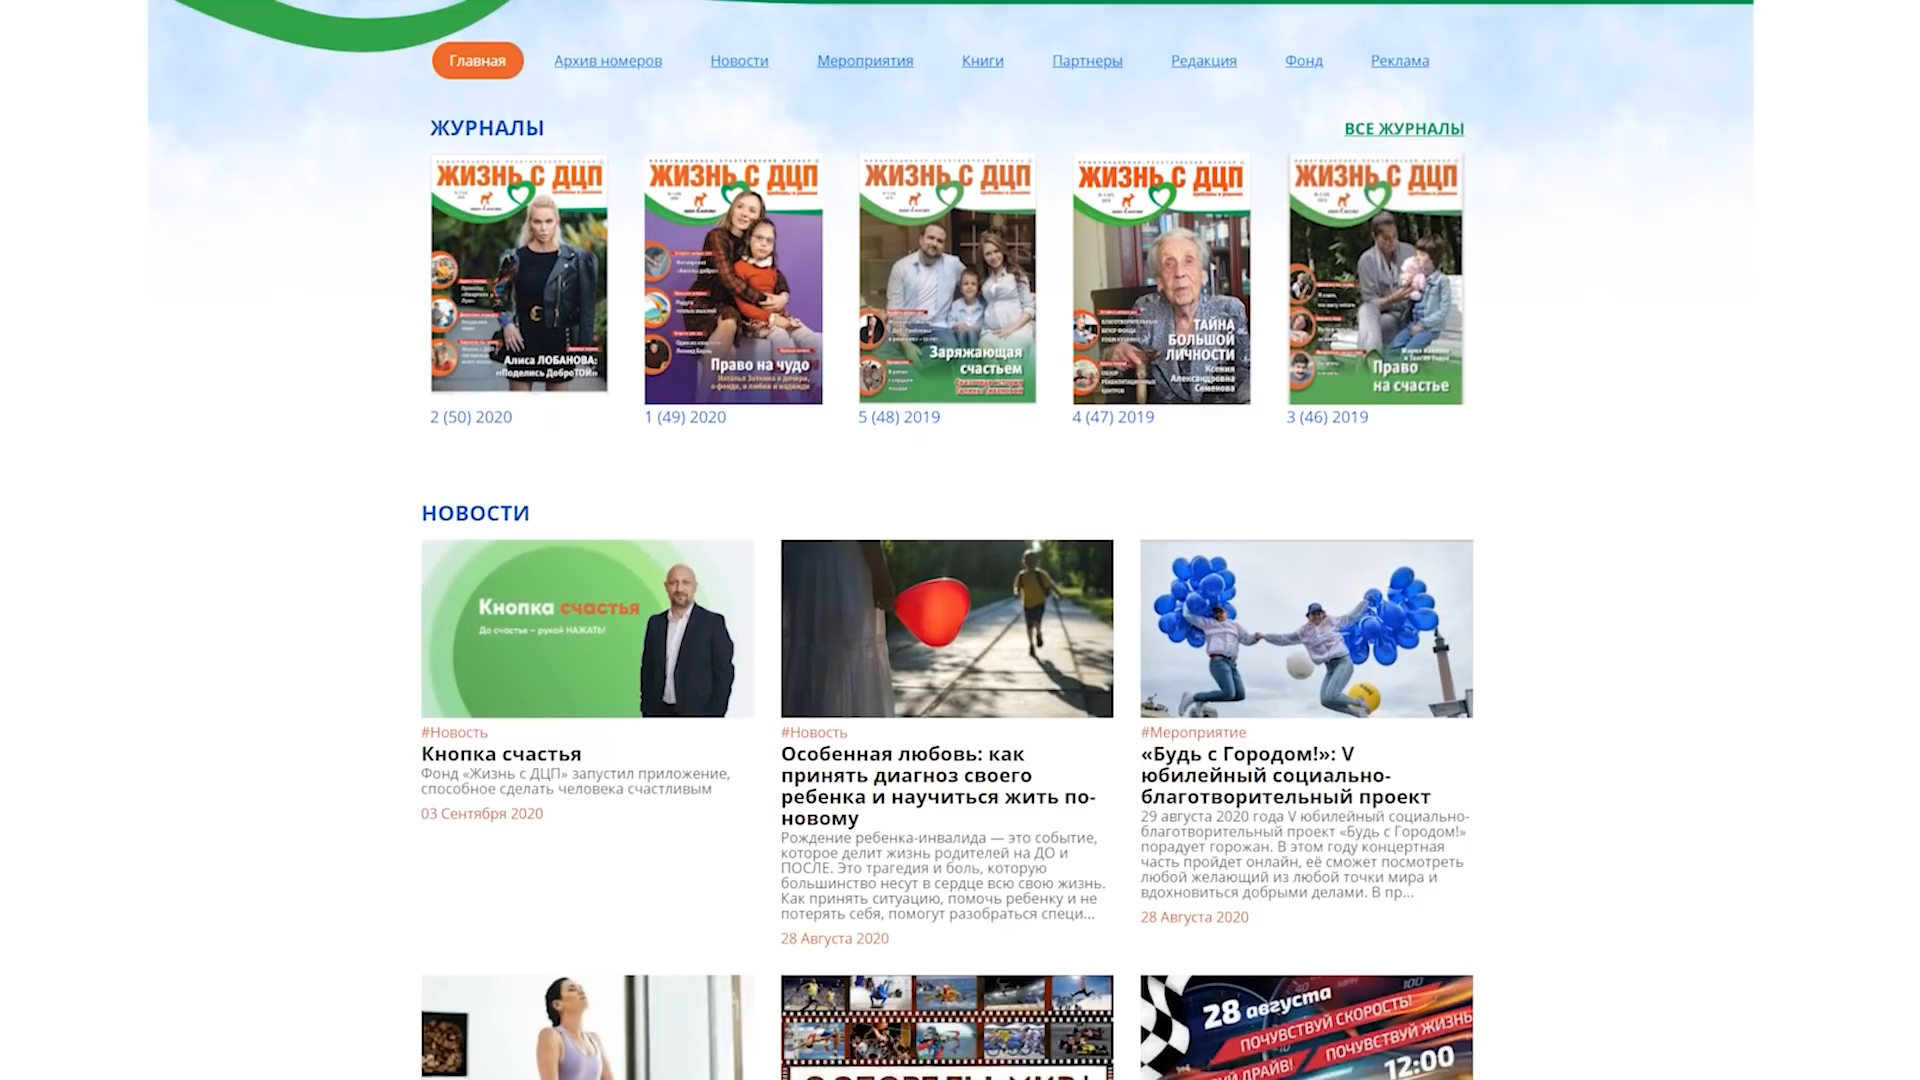 Главная Архив номеров Новости Мероприятия Книги Партнеры Редакция Фонд Реклама
ЖУРНАЛЫ
ВСЕ ЖУРНАЛЫ
ЖИЗНЬ С ДЦП
Алиса ЛОБАНОВА:
«Поделись ДоброТОЙ»
2 (50) 2020
ЖИЗНЬ С ДЦП
Право на чудо
1 (49) 2020
ЖИЗНЬ С ДЦП
Заряжающая
счастьем
5 (48) 2019
ЖИЗНЬ С ДЦП
ТАЙНА
БОЛЬШОЙ
ЛИЧНОСТИ
Ксения
Александровна
Семенова
4 (47) 2019
ЖИЗНЬ С ДЦП
Право
на счастье
3 (46) 2019
НОВОСТИ
Кнопка счастья
До счастья – рукой НАЖАТЬ!
#Новость
Кнопка счастья
Фонд «Жизнь с ДЦП» запустил приложение,
способное сделать человека счастливым
03 Сентября 2020
#Новость
Особенная любовь: как
принять диагноз своего
ребенка и научиться жить по-
новому
Рождение ребенка-инвалида — это событие,
которое делит жизнь родителей на ДО и
ПОСЛЕ. Это трагедия и боль, которую
большинство несут в сердце всю свою жизнь.
Как принять ситуацию, помочь ребенку и не
потерять себя, помогут разобраться специ...
28 Августа 2020
#Мероприятие
«Будь с Городом!»: V
юбилейный социально-
благотворительный проект
29 августа 2020 года V юбилейный социально-
благотворительный проект «Будь с Городом!»
порадует горожан. В этом году концертная
часть пройдет онлайн, её сможет посмотреть
любой желающий из любой точки мира и
вдохновиться добрыми делами. В пр...
28 Августа 2020
28 августа
ПОЧУВСТВУЙ СКОРОСТЬ!
ПОЧУВСТВУЙ ЖИЗНЬ
ДРАЙВ!
12:00